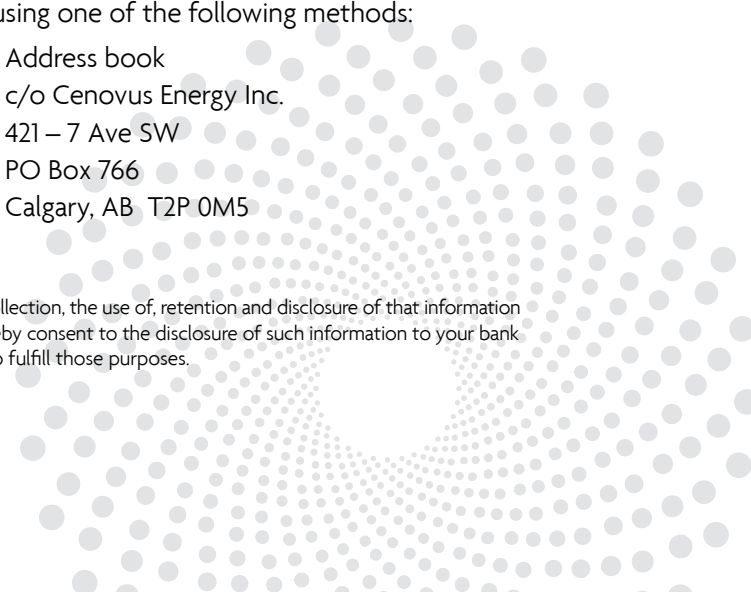 using one of the following methods:
Address book
c/o Cenovus Energy Inc.
421 – 7 Ave SW
PO Box 766
Calgary, AB T2P 0M5
llection, the use of, retention and disclosure of that information
eby consent to the disclosure of such information to your bank
o fulfill those purposes.